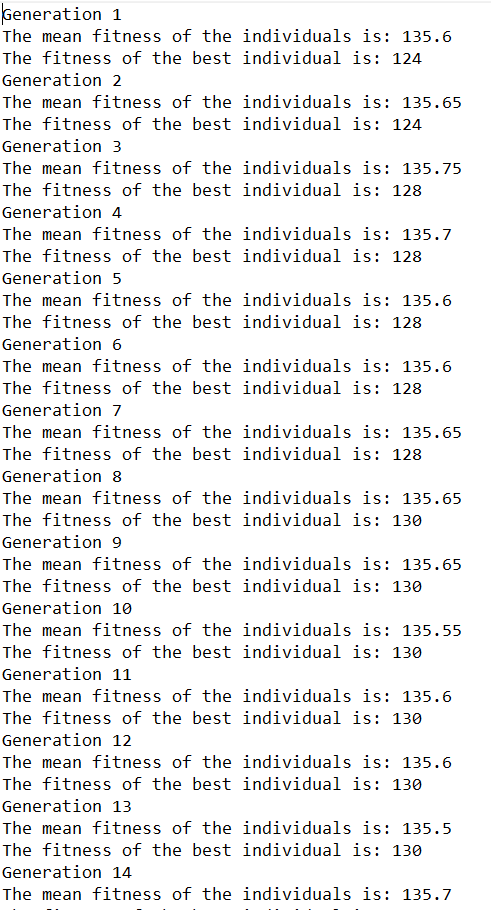 Generation 1
The mean fitness of the individuals is: 135.6
The fitness of the best individual is: 124
Generation 2
The mean fitness of the individuals is: 135.65
The fitness of the best individual is: 124
Generation 3
The mean fitness of the individuals is: 135.75
The fitness of the best individual is: 128
Generation 4
The mean fitness of the individuals is: 135.7
The fitness of the best individual is: 128
Generation 5
The mean fitness of the individuals is: 135.6
The fitness of the best individual is: 128
Generation 6
The mean fitness of the individuals is: 135.6
The fitness of the best individual is: 128
Generation 7
The mean fitness of the individuals is: 135.65
The fitness of the best individual is: 128
Generation 8
The mean fitness of the individuals is: 135.65
The fitness of the best individual is: 130
Generation 9
The mean fitness of the individuals is: 135.65
The fitness of the best individual is: 130
Generation 10
The mean fitness of the individuals is: 135.55
The fitness of the best individual is: 130
Generation 11
The mean fitness of the individuals is: 135.6
The fitness of the best individual is: 130
Generation 12
The mean fitness of the individuals is: 135.6
The fitness of the best individual is: 130
Generation 13
The mean fitness of the individuals is: 135.5
The fitness of the best individual is: 130
Generation 14
The mean fitness of the individuals is: 135.7